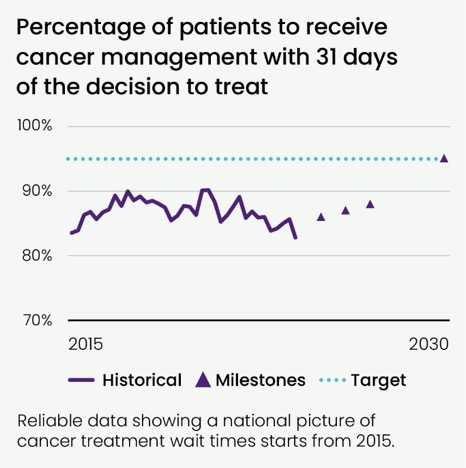 Percentage of patients to receive
cancer management with 31 days
of the decision to treat
100%
90%
80%
70%
2015 2030
Historical Milestones Target
Reliable data showing a national picture of
cancer treatment wait times starts from 2015.